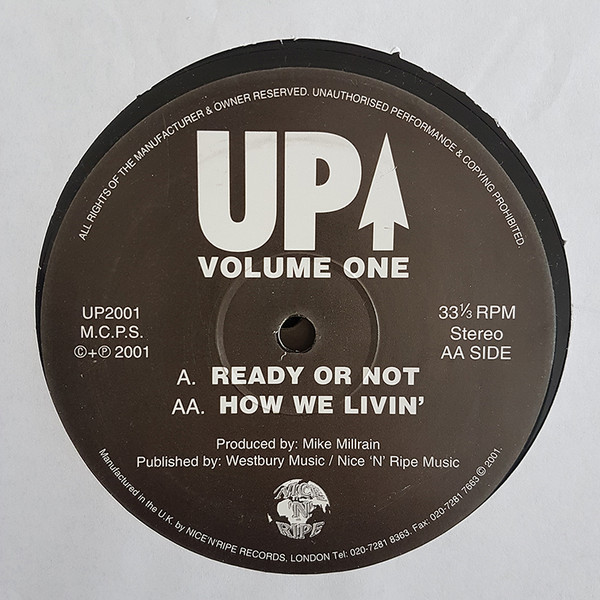 ALL RIGHTS OF THE MANUFACTURER & OWNER RESERVED. UNAUTHORISED PERFORMANCE & COPYING PROHIBITED.
UP
VOLUME ONE
UP2001
M.C.P.S.
©+℗ 2001
33⅓ RPM
Stereo
AA SIDE
A. READY OR NOT
AA. HOW WE LIVIN'
Produced by: Mike Millrain
Published by: Westbury Music / Nice 'N' Ripe Music
NICE
'N'
RIPE
Manufactured in the U.K. by NICE'N'RIPE RECORDS, LONDON Tel: 020-7281 8363. Fax: 020-7281 7663 © 2001.